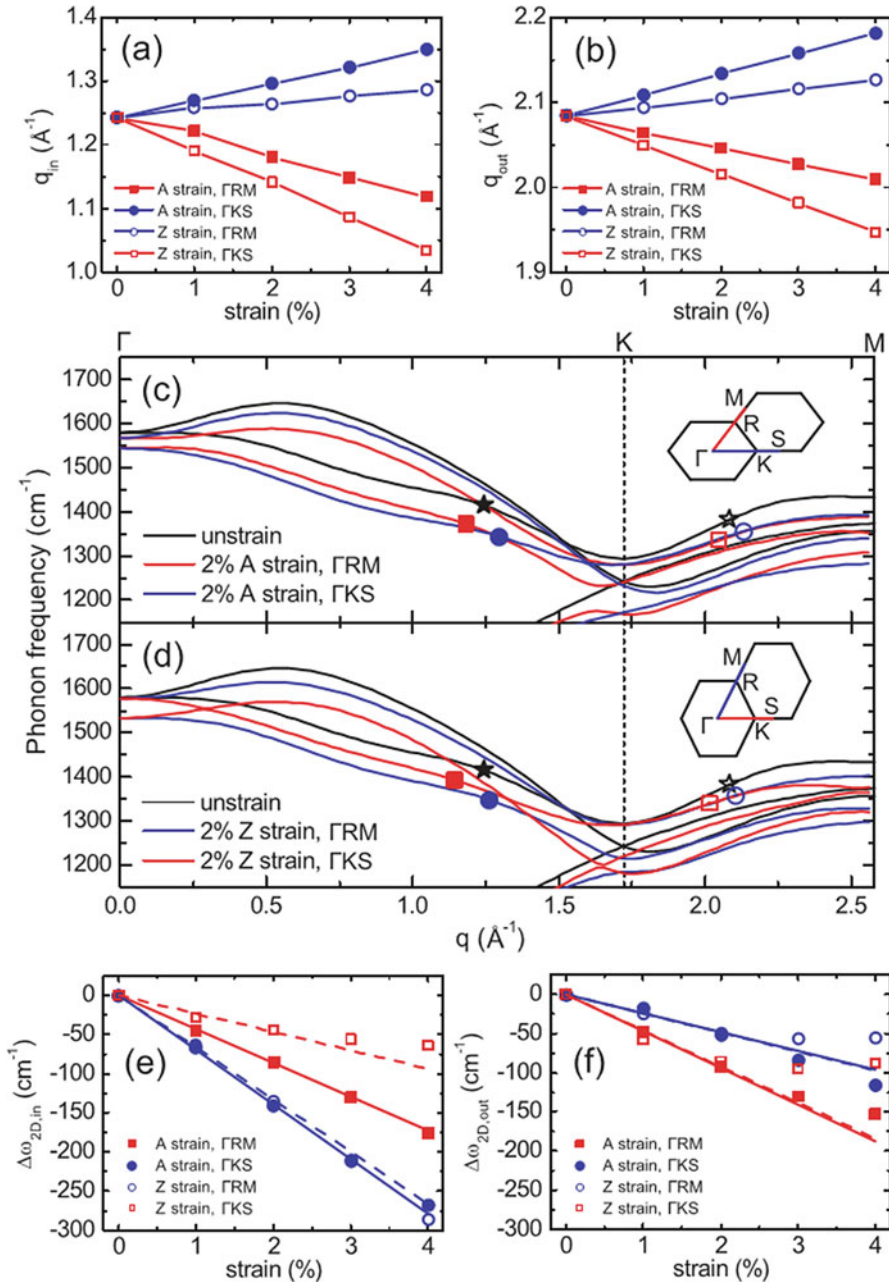 (a)
q_in (Å⁻¹)
1.4
1.3
1.2
1.1
1.0
A strain, ΓRM
A strain, ΓKS
Z strain, ΓRM
Z strain, ΓKS
0 1 2 3 4
strain (%)
(b)
q_out (Å⁻¹)
2.2
2.1
2.0
1.9
A strain, ΓRM
A strain, ΓKS
Z strain, ΓRM
Z strain, ΓKS
0 1 2 3 4
strain (%)
Γ K M
Phonon frequency (cm⁻¹)
(c)
1700
1600
1500
1400
1300
1200
M
R
Γ
S
K
unstrain
2% A strain, ΓRM
2% A strain, ΓKS
(d)
1700
1600
1500
1400
1300
1200
M
R
Γ
S
K
unstrain
2% Z strain, ΓRM
2% Z strain, ΓKS
0.0 0.5 1.0 1.5 2.0 2.5
q (Å⁻¹)
(e)
Δω_2D,in (cm⁻¹)
0
-50
-100
-150
-200
-250
-300
A strain, ΓRM
A strain, ΓKS
Z strain, ΓRM
Z strain, ΓKS
0 1 2 3 4
strain (%)
(f)
Δω_2D,out (cm⁻¹)
0
-50
-100
-150
-200
-250
-300
A strain, ΓRM
A strain, ΓKS
Z strain, ΓRM
Z strain, ΓKS
0 1 2 3 4
strain (%)